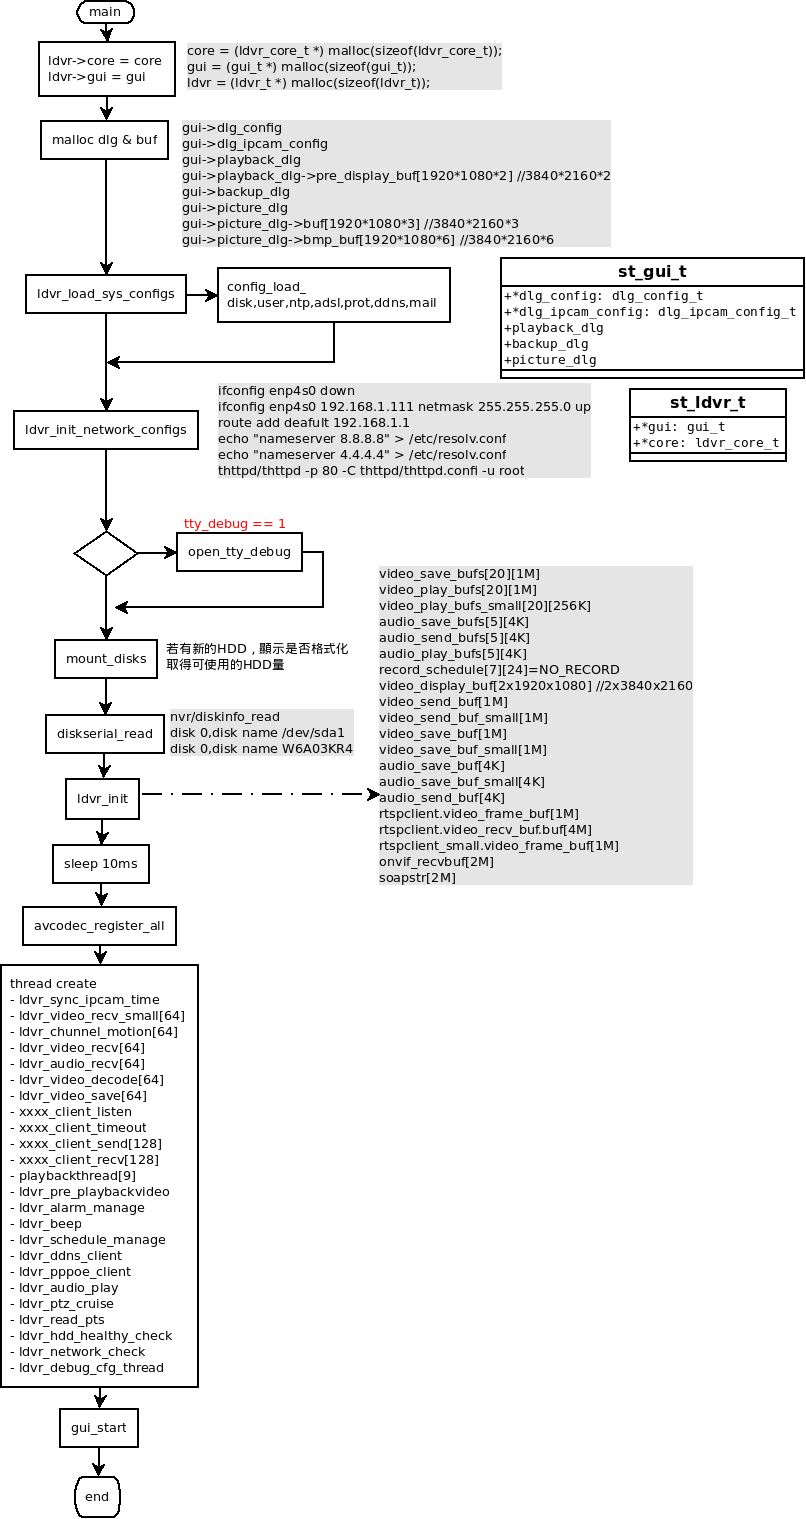 main
ldvr->core = core
ldvr->gui = gui
core = (ldvr_core_t *) malloc(sizeof(ldvr_core_t));
gui = (gui_t *) malloc(sizeof(gui_t));
ldvr = (ldvr_t *) malloc(sizeof(ldvr_t));
malloc dlg & buf
gui->dlg_config
gui->dlg_ipcam_config
gui->playback_dlg
gui->playback_dlg->pre_display_buf[1920*1080*2] //3840*2160*2
gui->backup_dlg
gui->picture_dlg
gui->picture_dlg->buf[1920*1080*3] //3840*2160*3
gui->picture_dlg->bmp_buf[1920*1080*6] //3840*2160*6
ldvr_load_sys_configs
config_load_
disk,user,ntp,adsl,prot,ddns,mail
st_gui_t
+*dlg_config: dlg_config_t
+*dlg_ipcam_config: dlg_ipcam_config_t
+playback_dlg
+backup_dlg
+picture_dlg
st_ldvr_t
+*gui: gui_t
+*core: ldvr_core_t
ldvr_init_network_configs
ifconfig enp4s0 down
ifconfig enp4s0 192.168.1.111 netmask 255.255.255.0 up
route add deafult 192.168.1.1
echo "nameserver 8.8.8.8" > /etc/resolv.conf
echo "nameserver 4.4.4.4" > /etc/resolv.conf
thttpd/thttpd -p 80 -C thttpd/thttpd.confi -u root
tty_debug == 1
open_tty_debug
mount_disks
若有新的HDD , 顯示是否格式化
取得可使用的HDD量
diskserial_read
nvr/diskinfo_read
disk 0,disk name /dev/sda1
disk 0,disk name W6A03KR4
ldvr_init
video_save_bufs[20][1M]
video_play_bufs[20][1M]
video_play_bufs_small[20][256K]
audio_save_bufs[5][4K]
audio_send_bufs[5][4K]
audio_play_bufs[5][4K]
record_schedule[7][24]=NO_RECORD
video_display_buf[2x1920x1080] //2x3840x2160
video_send_buf[1M]
video_send_buf_small[1M]
video_save_buf[1M]
video_save_buf_small[1M]
audio_save_buf[4K]
audio_save_buf_small[4K]
audio_send_buf[4K]
rtspclient.video_frame_buf[1M]
rtspclient.video_recv_buf.buf[4M]
rtspclient_small.video_frame_buf[1M]
onvif_recvbuf[2M]
soapstr[2M]
sleep 10ms
avcodec_register_all
thread create
- ldvr_sync_ipcam_time
- ldvr_video_recv_small[64]
- ldvr_chunnel_motion[64]
- ldvr_video_recv[64]
- ldvr_audio_recv[64]
- ldvr_video_decode[64]
- ldvr_video_save[64]
- xxxx_client_listen
- xxxx_client_timeout
- xxxx_client_send[128]
- xxxx_client_recv[128]
- playbackthread[9]
- ldvr_pre_playbackvideo
- ldvr_alarm_manage
- ldvr_beep
- ldvr_schedule_manage
- ldvr_ddns_client
- ldvr_pppoe_client
- ldvr_audio_play
- ldvr_ptz_cruise
- ldvr_read_pts
- ldvr_hdd_healthy_check
- ldvr_network_check
- ldvr_debug_cfg_thread
gui_start
end